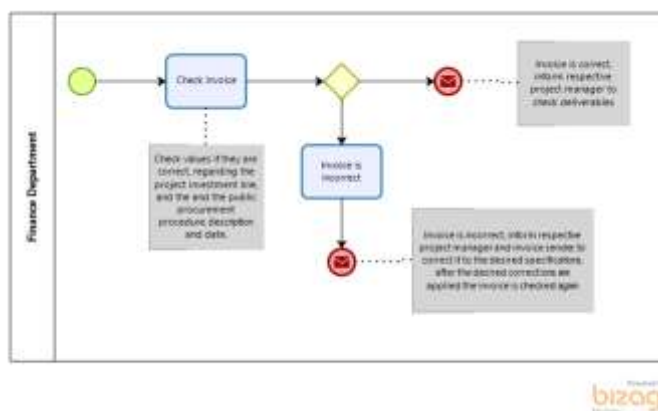 Finance Department
Check Invoice
Invoice is correct,
inform respective
project manager to
check deliverables
Check values if they are
correct, regarding the
project investment line,
and the and the public
procurement
procedure, description
and date.
Invoice is
incorrect
Invoice is incorrect, inform respective
project manager and invoice sender to
correct it to the desired specifications,
after the desired corrections are
applied the invoice is checked again
Powered
bizag